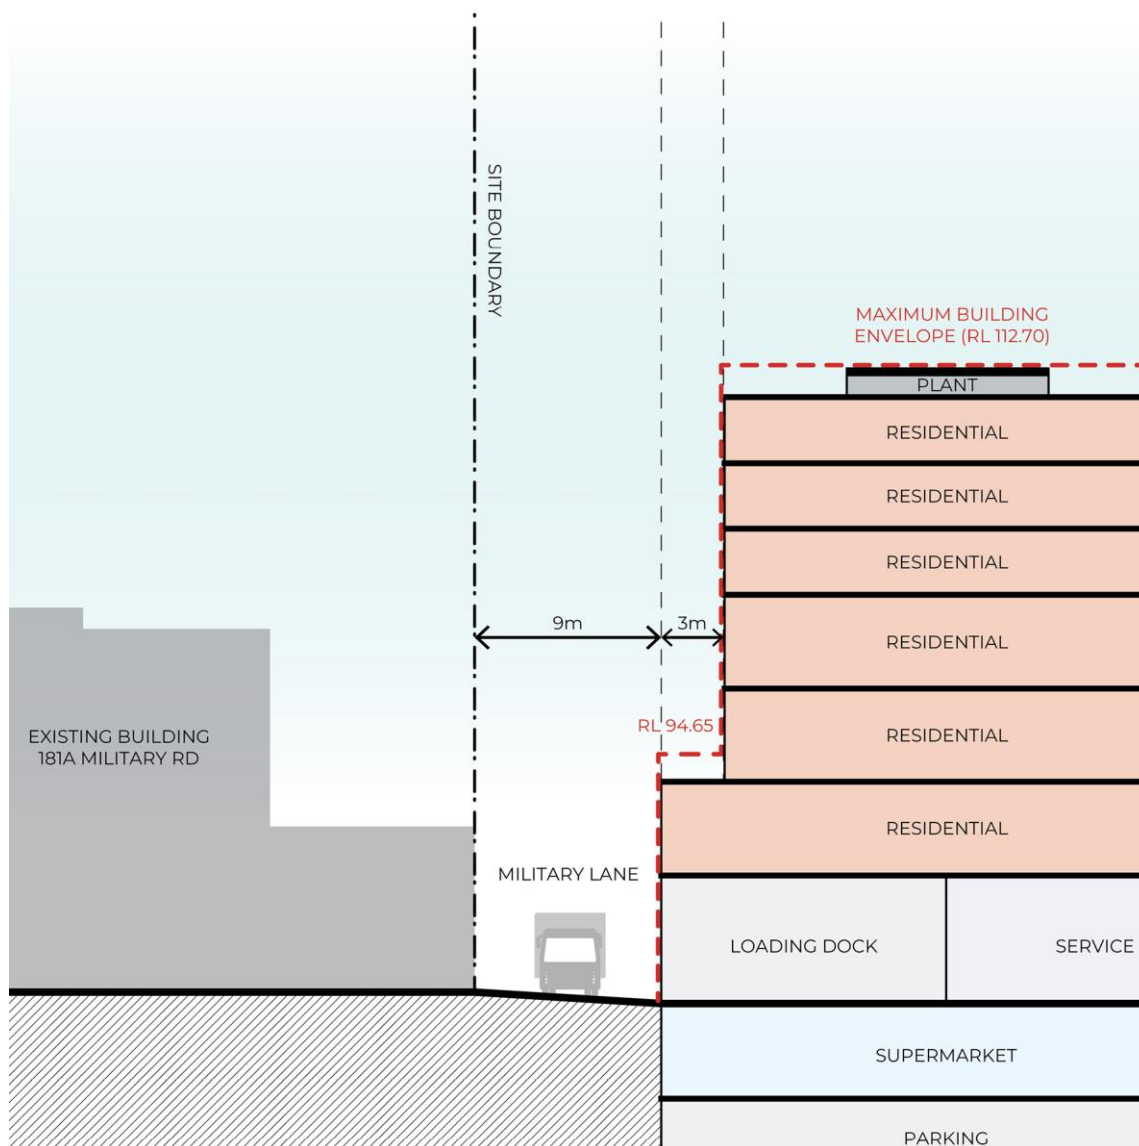 SITE BOUNDARY
MAXIMUM BUILDING
ENVELOPE (RL 112.70)
PLANT
RESIDENTIAL
RESIDENTIAL
RESIDENTIAL
9m
3m
RESIDENTIAL
RL 94.65
RESIDENTIAL
EXISTING BUILDING
181A MILITARY RD
RESIDENTIAL
MILITARY LANE
LOADING DOCK
SERVICE
SUPERMARKET
PARKING